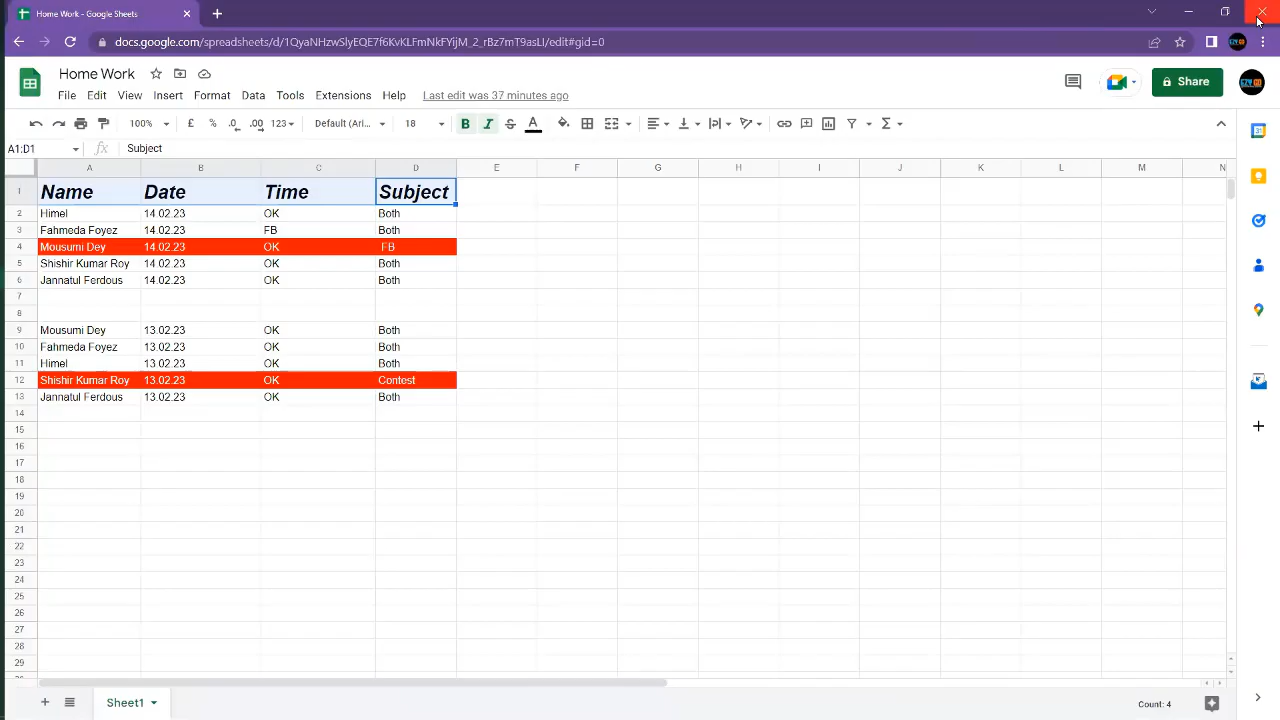 Home Work - Google Sheets
docs.google.com/spreadsheets/d/1QyaNHzwSlyEQE7f6KvKLFmNkFYijM_2_rBz7mT9asLI/edit#gid=0
Home Work
File Edit View Insert Format Data Tools Extensions Help Last edit was 37 minutes ago
Share
EZY GO
100% £ % .0 .00 123 Default (Ari... 18 B I S A
A1:D1 fx Subject
A B C D E F G H I J K L M N
1 Name Date Time Subject
2 Himel 14.02.23 OK Both
3 Fahmeda Foyez 14.02.23 FB Both
4 Mousumi Dey 14.02.23 OK FB
5 Shishir Kumar Roy 14.02.23 OK Both
6 Jannatul Ferdous 14.02.23 OK Both
7
8
9 Mousumi Dey 13.02.23 OK Both
10 Fahmeda Foyez 13.02.23 OK Both
11 Himel 13.02.23 OK Both
12 Shishir Kumar Roy 13.02.23 OK Contest
13 Jannatul Ferdous 13.02.23 OK Both
14
15
16
17
18
19
20
21
22
23
24
25
26
27
28
29
Sheet1
Count: 4